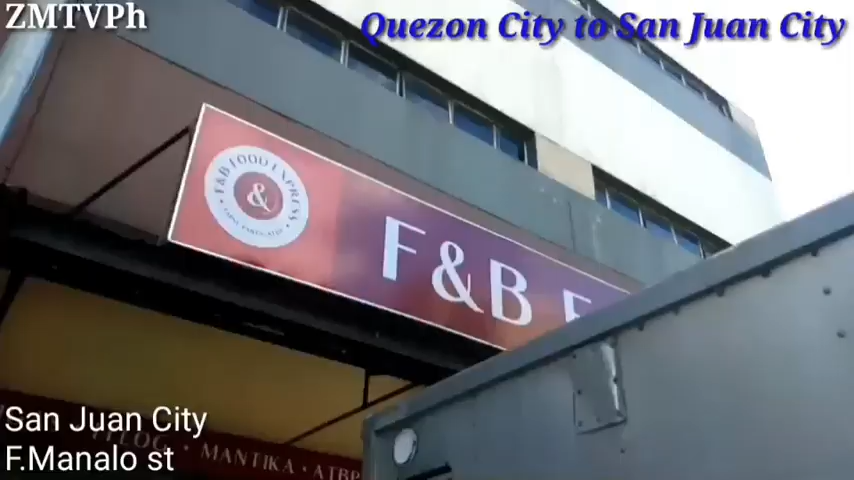 ZMTVPh
Quezon City to San Juan City
F&B FOOD EXPRESS
&
F&B F
San Juan City
F.Manalo st
• MANTIKA • ATBP